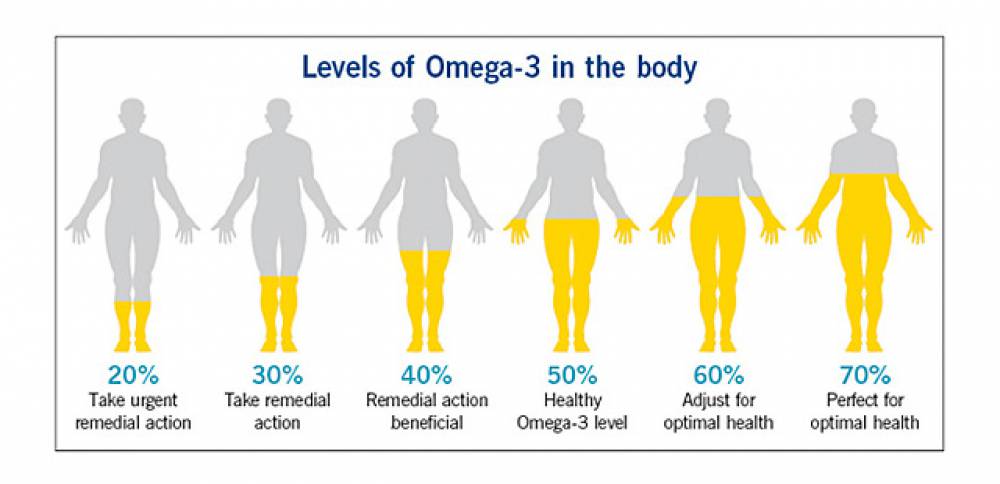 Levels of Omega-3 in the body
20%
Take urgent
remedial action
30%
Take remedial
action
40%
Remedial action
beneficial
50%
Healthy
Omega-3 level
60%
Adjust for
optimal health
70%
Perfect for
optimal health